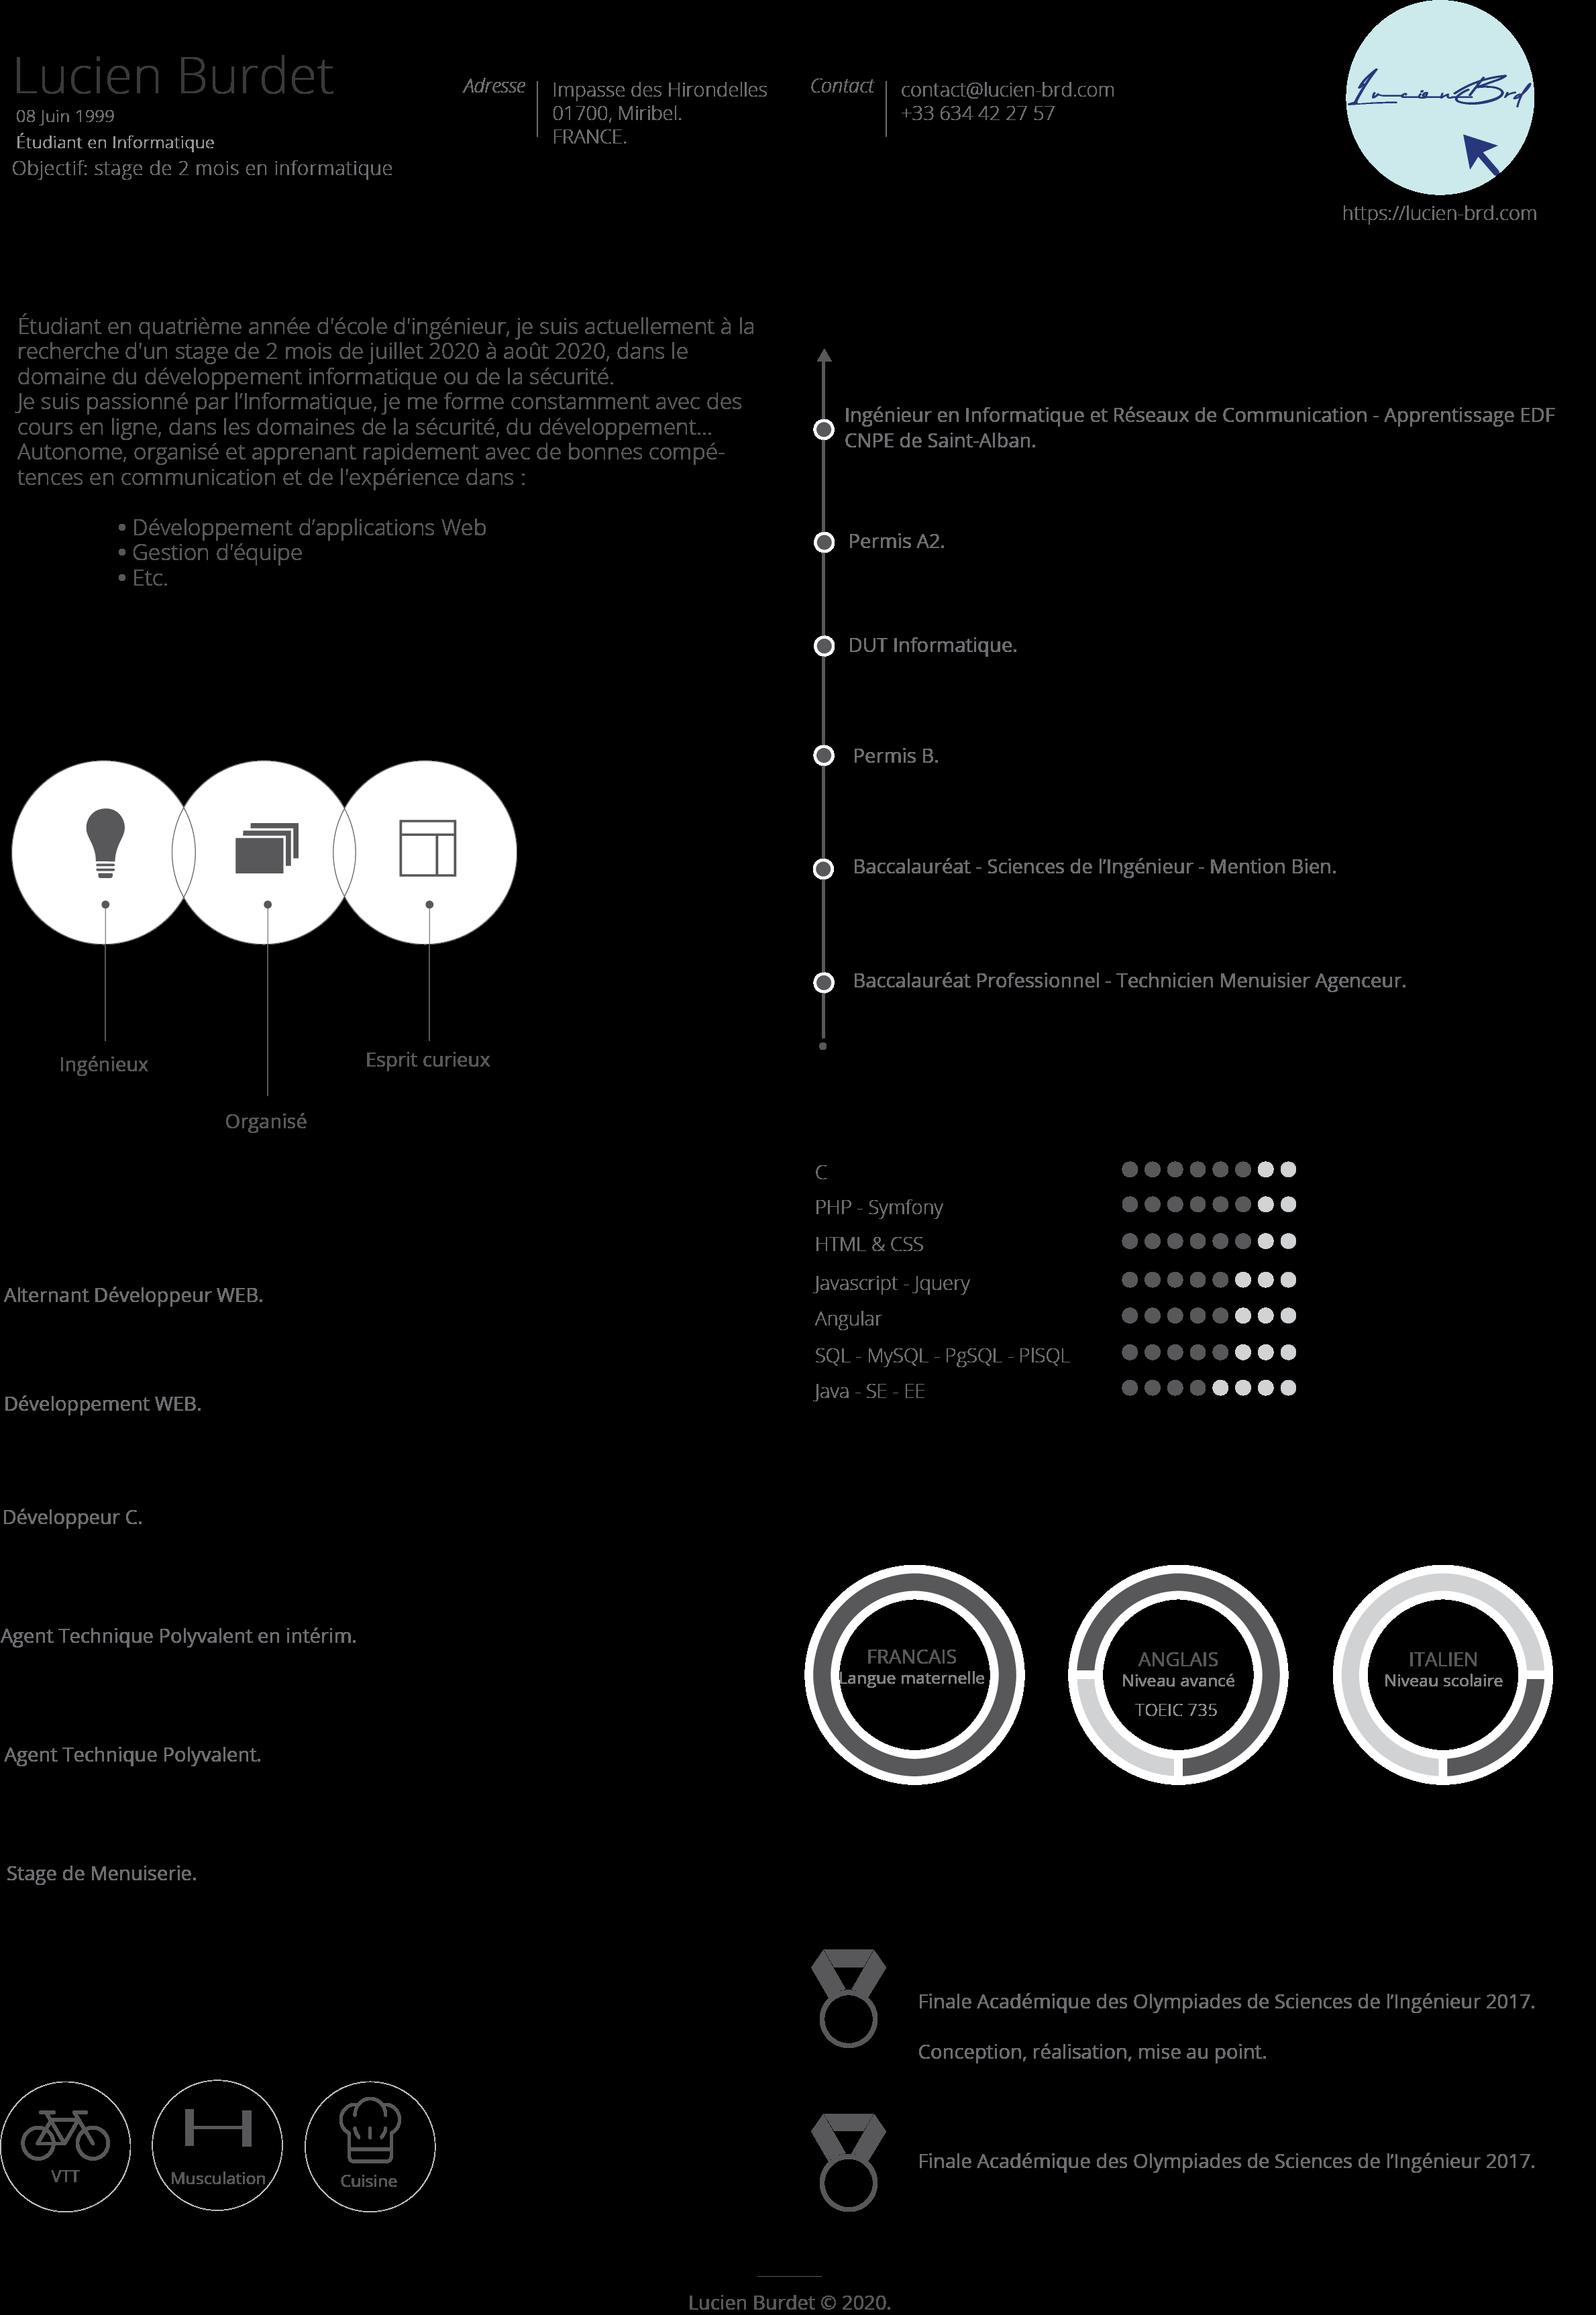 Lucien Burdet
08 Juin 1999
Étudiant en Informatique
Objectif: stage de 2 mois en informatique
Adresse
Impasse des Hirondelles
01700, Miribel.
FRANCE.
Contact
contact@lucien-brd.com
+33 634 42 27 57
Lucien Brd
https://lucien-brd.com
Étudiant en quatrième année d'école d'ingénieur, je suis actuellement à la
recherche d'un stage de 2 mois de juillet 2020 à août 2020, dans le
domaine du développement informatique ou de la sécurité.
Je suis passionné par l’Informatique, je me forme constamment avec des
cours en ligne, dans les domaines de la sécurité, du développement...
Autonome, organisé et apprenant rapidement avec de bonnes compé-
tences en communication et de l'expérience dans :
• Développement d’applications Web
• Gestion d'équipe
• Etc.
Ingénieur en Informatique et Réseaux de Communication - Apprentissage EDF
CNPE de Saint-Alban.
Permis A2.
DUT Informatique.
Permis B.
Baccalauréat - Sciences de l’Ingénieur - Mention Bien.
Baccalauréat Professionnel - Technicien Menuisier Agenceur.
Ingénieux
Organisé
Esprit curieux
C
PHP - Symfony
HTML & CSS
Javascript - Jquery
Angular
SQL - MySQL - PgSQL - PlSQL
Java - SE - EE
Alternant Développeur WEB.
Développement WEB.
Développeur C.
Agent Technique Polyvalent en intérim.
Agent Technique Polyvalent.
Stage de Menuiserie.
FRANCAIS
Langue maternelle
ANGLAIS
Niveau avancé
TOEIC 735
ITALIEN
Niveau scolaire
Finale Académique des Olympiades de Sciences de l’Ingénieur 2017.
Conception, réalisation, mise au point.
Finale Académique des Olympiades de Sciences de l’Ingénieur 2017.
VTT
Musculation
Cuisine
Lucien Burdet © 2020.